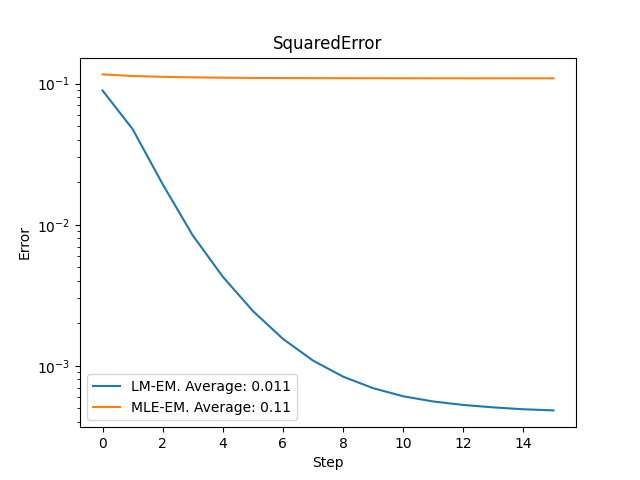 SquaredError
Error
10⁻¹
10⁻²
10⁻³
LM-EM. Average: 0.011
MLE-EM. Average: 0.11
0 2 4 6 8 10 12 14
Step